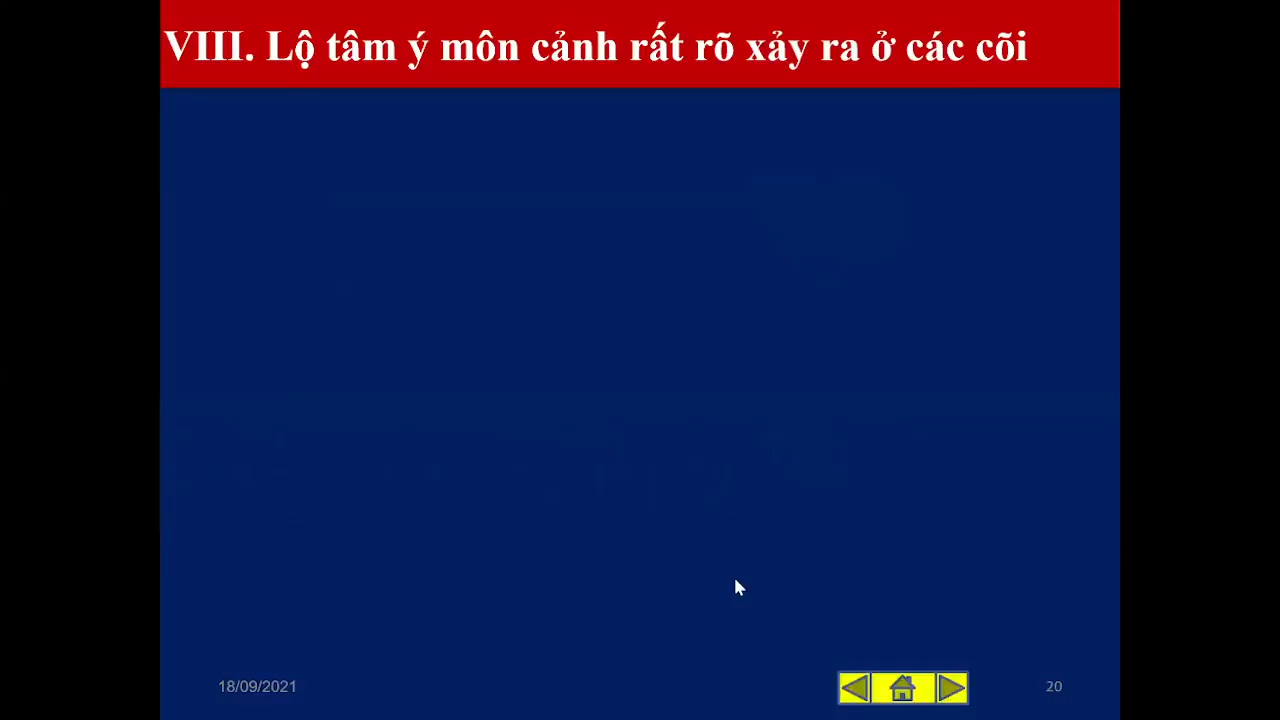 VIII. Lộ tâm ý môn cảnh rất rõ xảy ra ở các cõi
18/09/2021
20